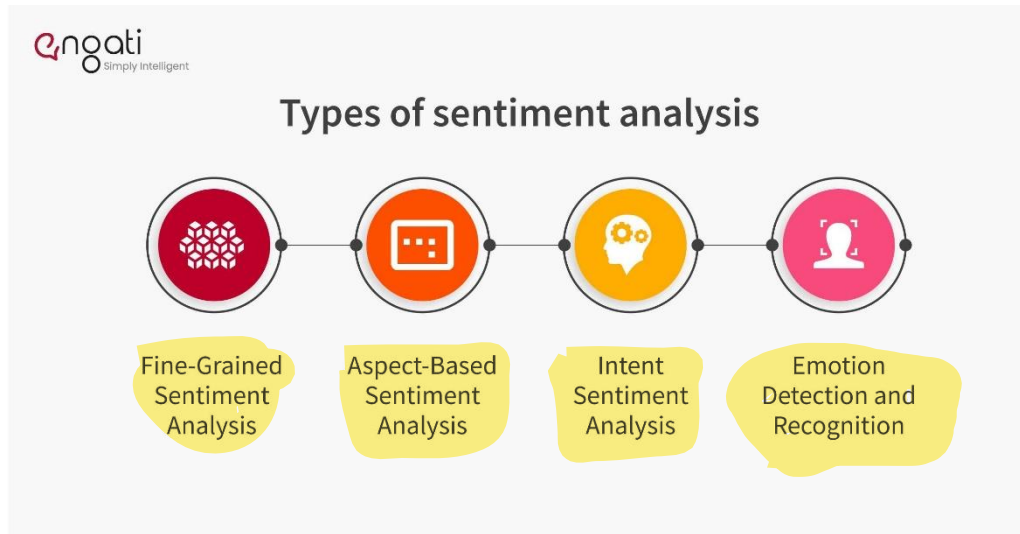 engati
Simply Intelligent
Types of sentiment analysis
Fine-Grained
Sentiment
Analysis
Aspect-Based
Sentiment
Analysis
Intent
Sentiment
Analysis
Emotion
Detection and
Recognition